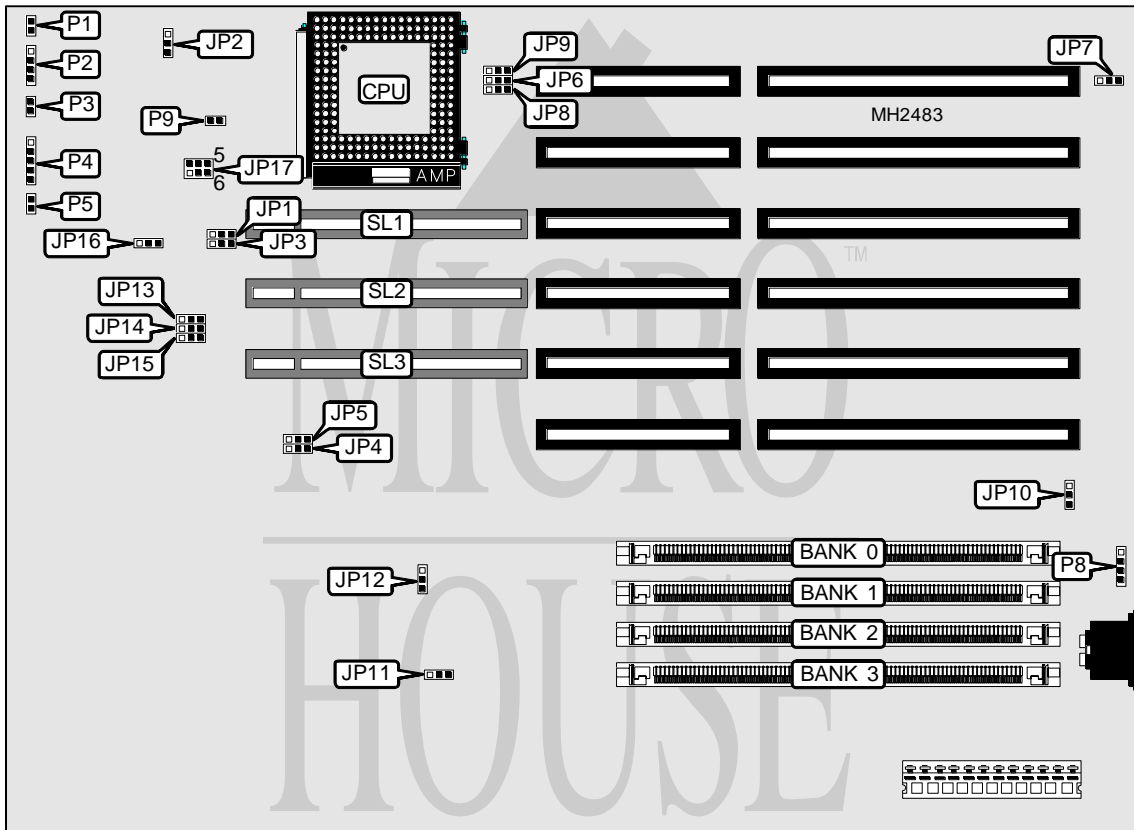 P1
JP2
P2
P3
P9
P4
5
6
JP17
P5
CPU
AMP
JP9
JP6
JP8
JP7
MH2483
JP16
JP1
JP3
SL1
JP13
JP14
JP15
SL2
SL3
JP5
JP4
JP10
JP12
JP11
BANK 0
BANK 1
BANK 2
BANK 3
P8
MICRO
TM
HOUSE